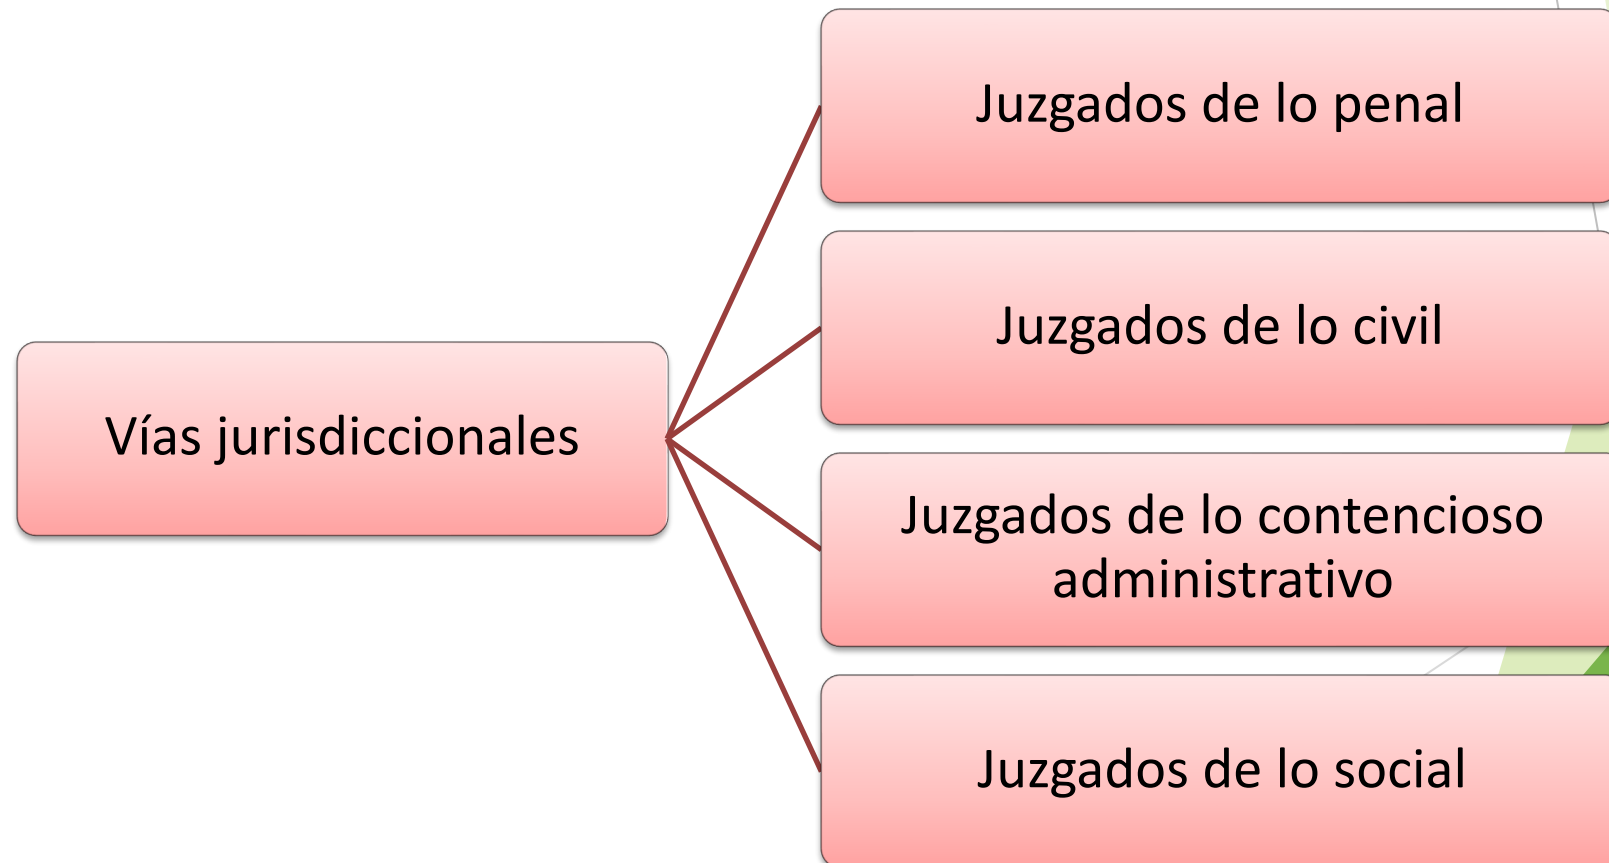 Juzgados de lo penal
Juzgados de lo civil
Vías jurisdiccionales
Juzgados de lo contencioso
administrativo
Juzgados de lo social